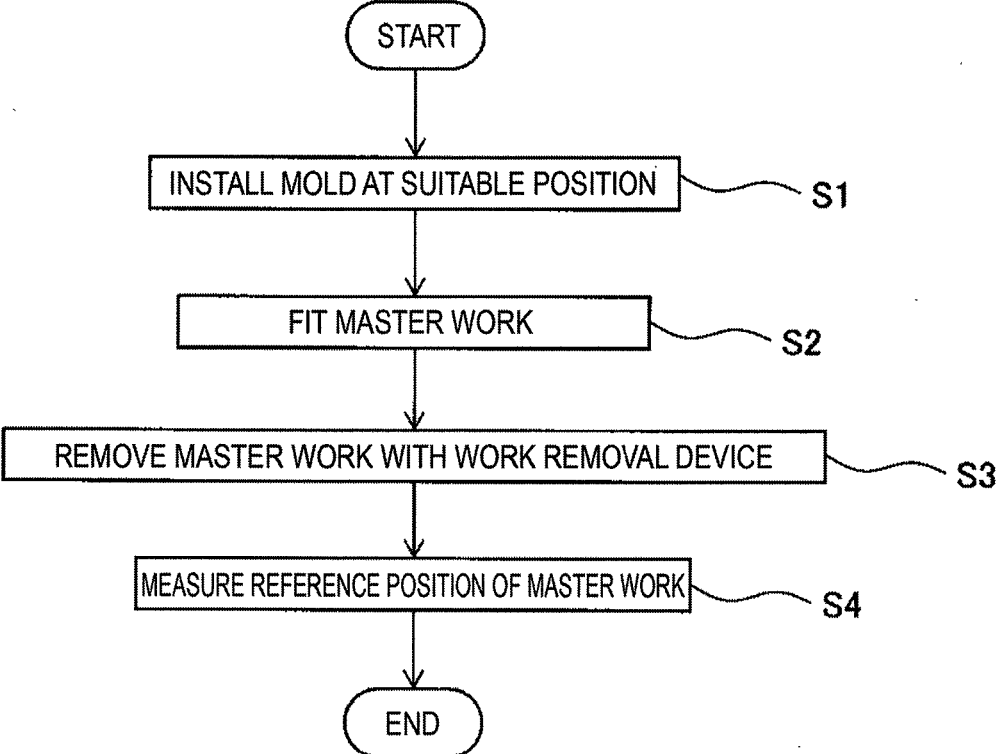 START
INSTALL MOLD AT SUITABLE POSITION
S1
FIT MASTER WORK
S2
REMOVE MASTER WORK WITH WORK REMOVAL DEVICE
S3
MEASURE REFERENCE POSITION OF MASTER WORK
S4
END